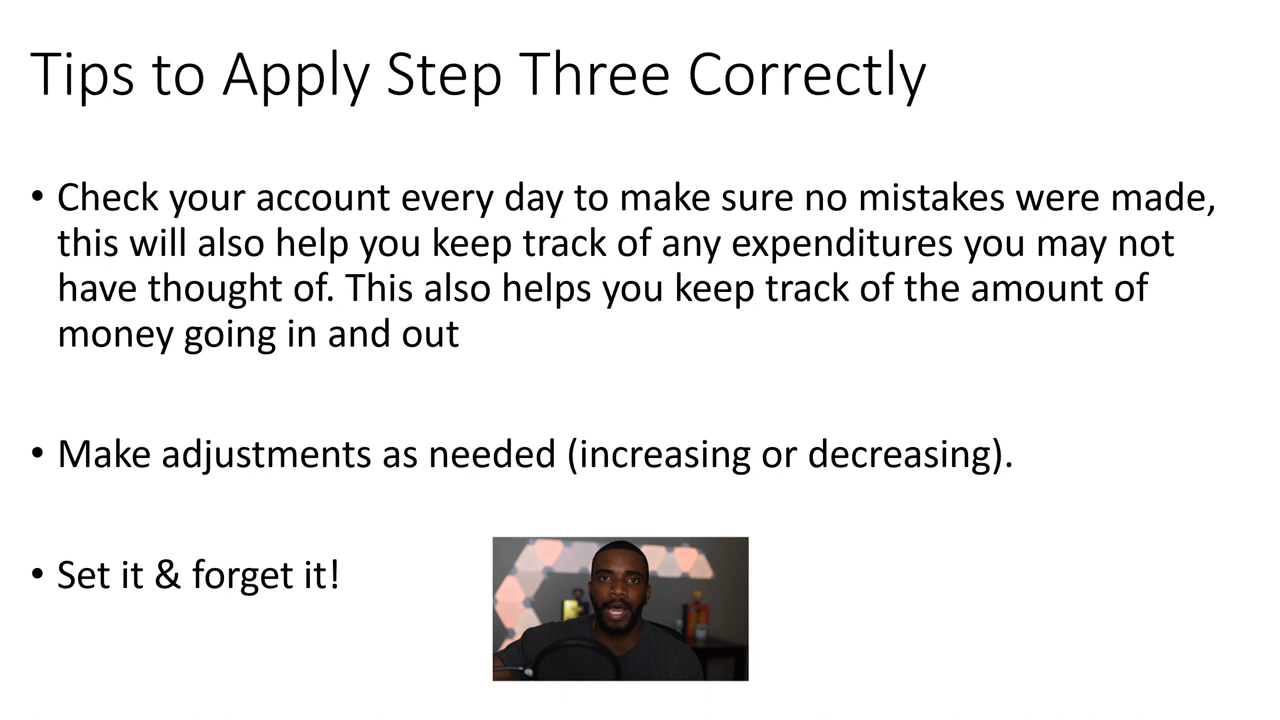 Tips to Apply Step Three Correctly
• Check your account every day to make sure no mistakes were made,
this will also help you keep track of any expenditures you may not
have thought of. This also helps you keep track of the amount of
money going in and out
• Make adjustments as needed (increasing or decreasing).
• Set it & forget it!